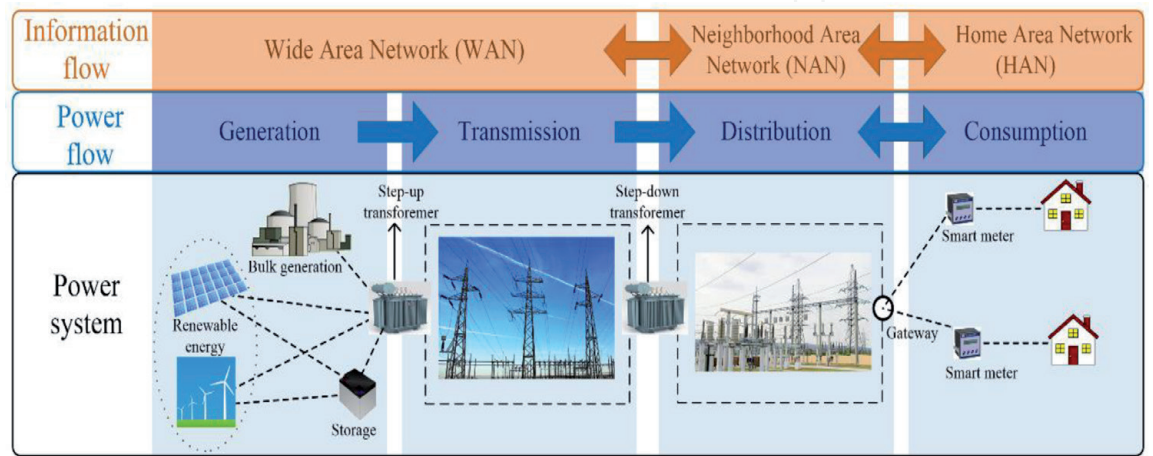 Information
flow
Wide Area Network (WAN)
Neighborhood Area
Network (NAN)
Home Area Network
(HAN)
Power
flow
Generation
Transmission
Distribution
Consumption
Power
system
Bulk generation
Renewable
energy
Storage
Step-up
transforemer
Step-down
transforemer
Gateway
Smart meter
Smart meter